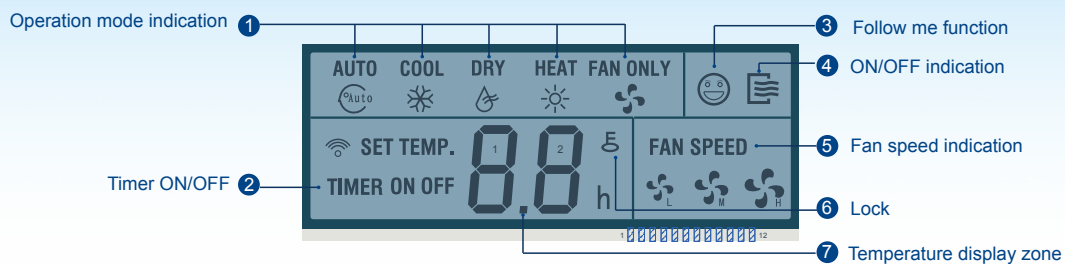 Operation mode indication 1
3 Follow me function
AUTO COOL DRY HEAT FAN ONLY
Auto
4 ON/OFF indication
SET TEMP. 8.8 FAN SPEED
1 2
5 Fan speed indication
Timer ON/OFF 2
TIMER ON OFF h
L M H
6 Lock
1 12
7 Temperature display zone